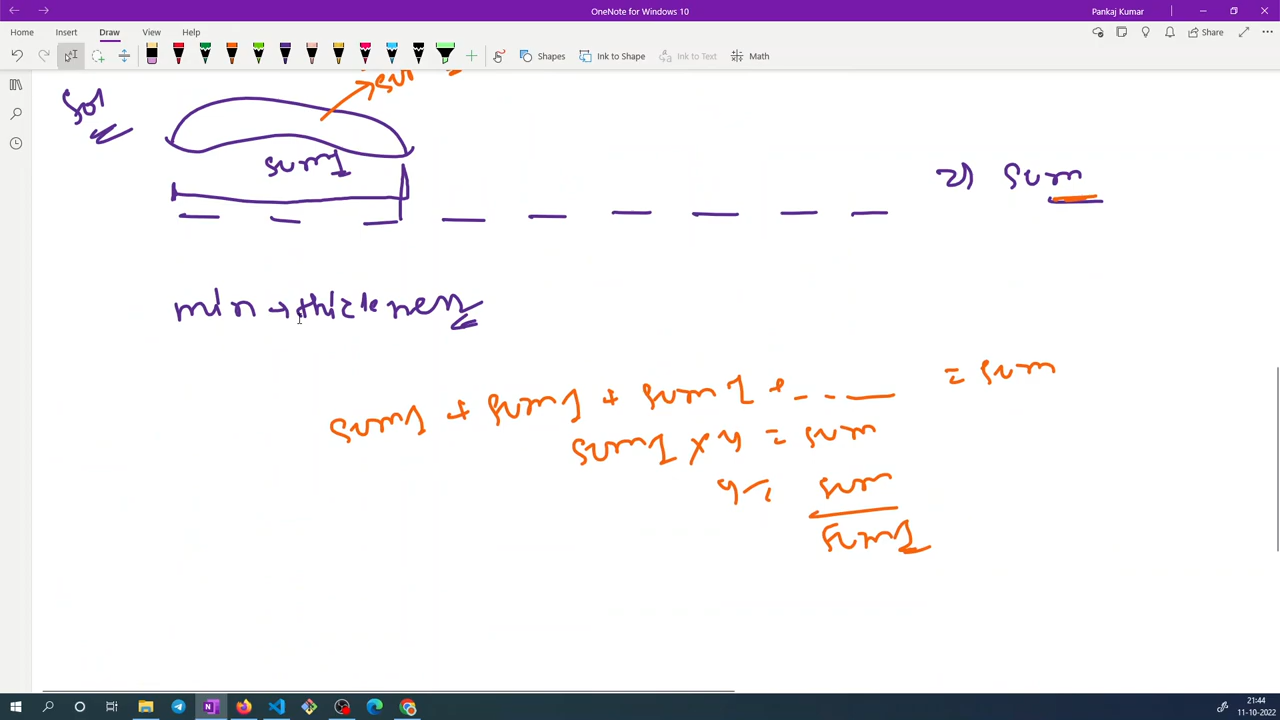 OneNote for Windows 10
Pankaj Kumar
Home Insert Draw View Help
Share
Shapes Ink to Shape Ink to Text Math
Sol
sum1
2) sum
min → thickness
sum1 + sum1 + sum1 + - - — = sum
sum1 × y = sum
y = sum
sum1
21:44
11-10-2022